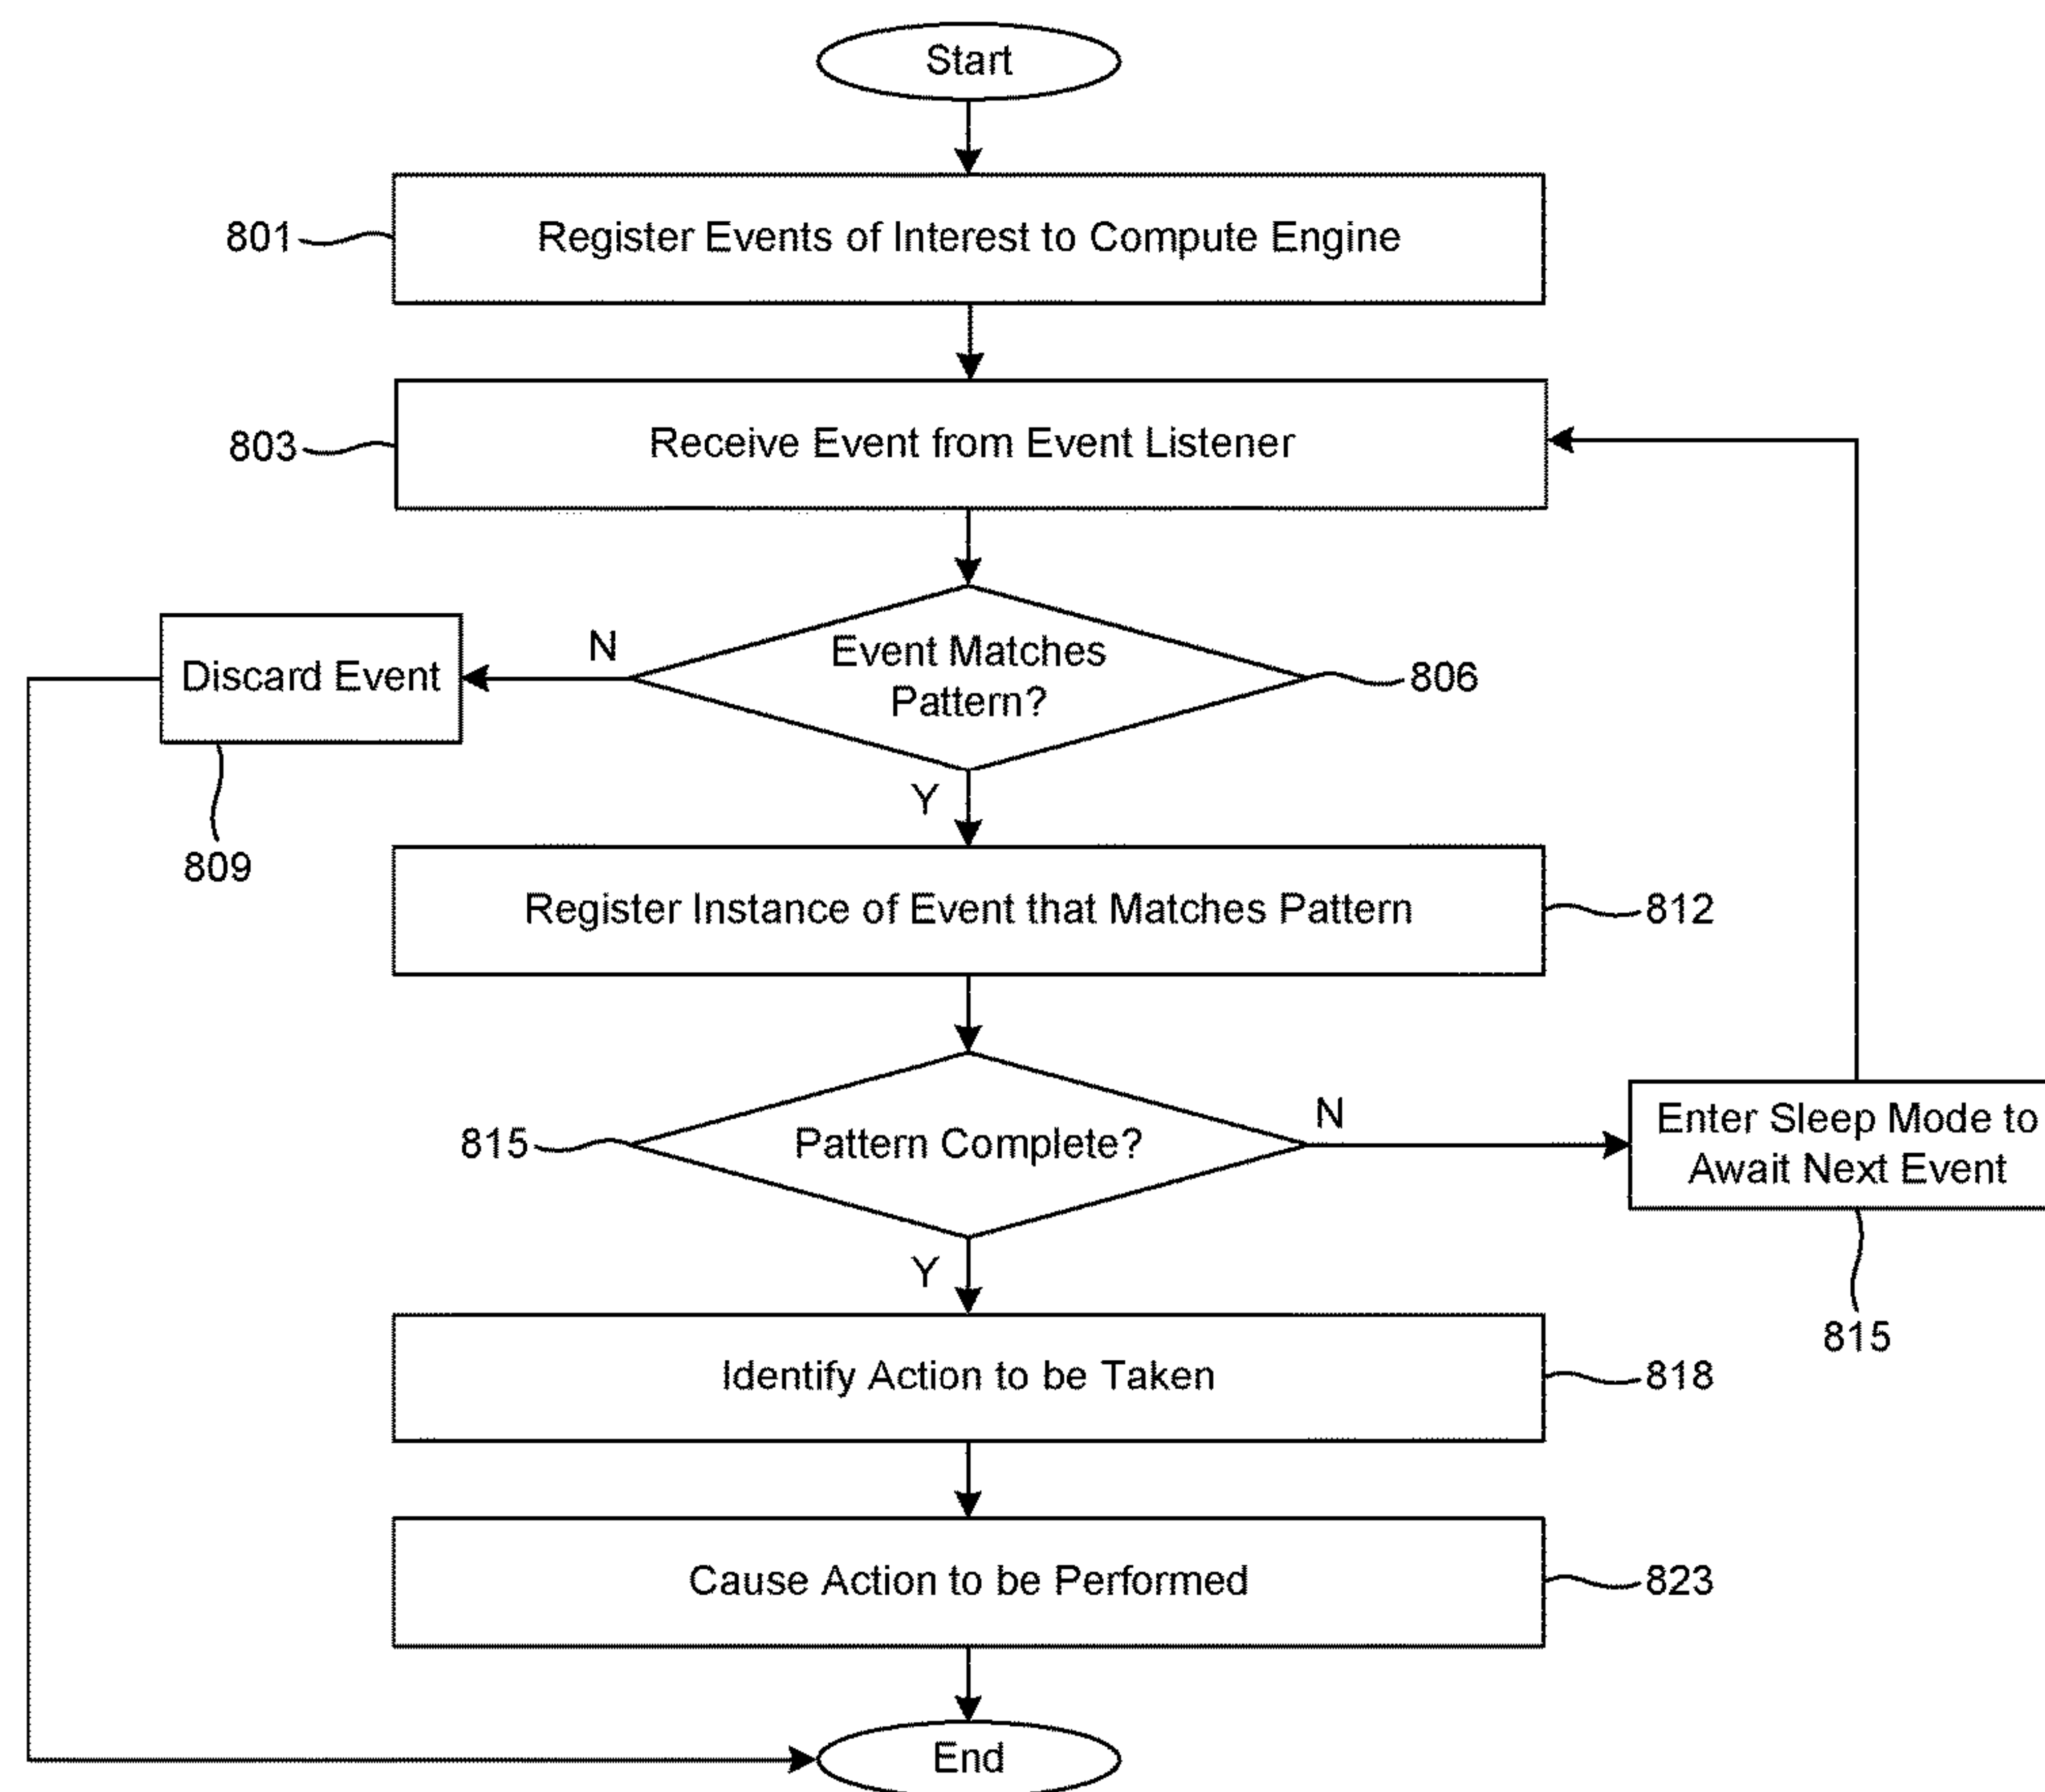 Start
801
Register Events of Interest to Compute Engine
803
Receive Event from Event Listener
Discard Event
N
Event Matches
Pattern?
806
809
Y
Register Instance of Event that Matches Pattern
812
815
Pattern Complete?
N
Enter Sleep Mode to
Await Next Event
815
Y
Identify Action to be Taken
818
Cause Action to be Performed
823
End